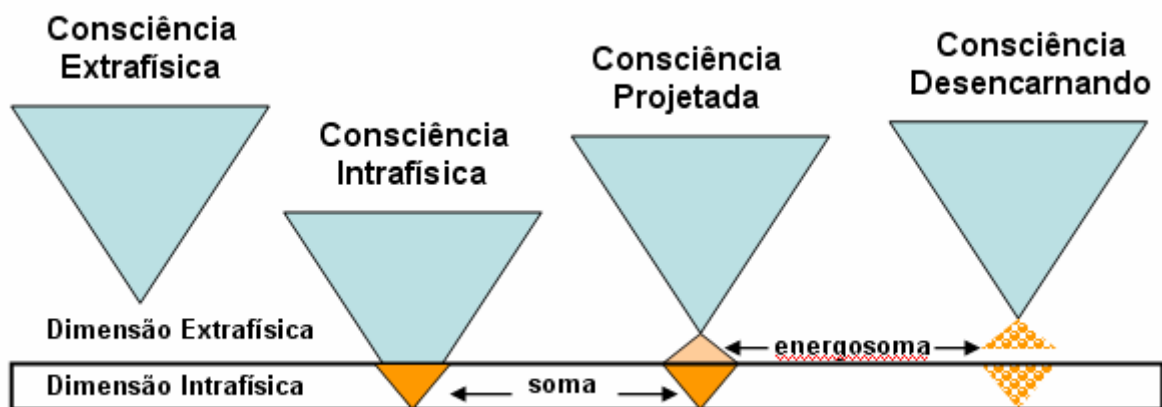 Consciência
Extrafísica
Consciência
Intrafísica
Consciência
Projetada
Consciência
Desencarnando
Dimensão Extrafísica
energosoma
Dimensão Intrafísica
soma